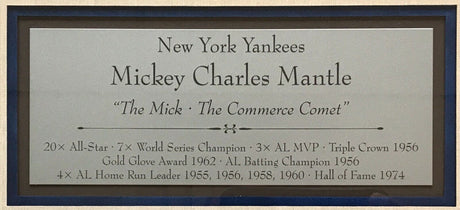 New York Yankees
Mickey Charles Mantle
“The Mick · The Commerce Comet”
20× All-Star · 7× World Series Champion · 3× AL MVP · Triple Crown 1956
Gold Glove Award 1962 · AL Batting Champion 1956
4× AL Home Run Leader 1955, 1956, 1958, 1960 · Hall of Fame 1974